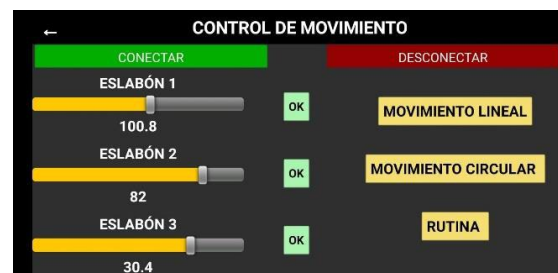 ← CONTROL DE MOVIMIENTO
CONECTAR
DESCONECTAR
ESLABÓN 1
OK
100.8
MOVIMIENTO LINEAL
ESLABÓN 2
OK
82
MOVIMIENTO CIRCULAR
ESLABÓN 3
OK
30.4
RUTINA